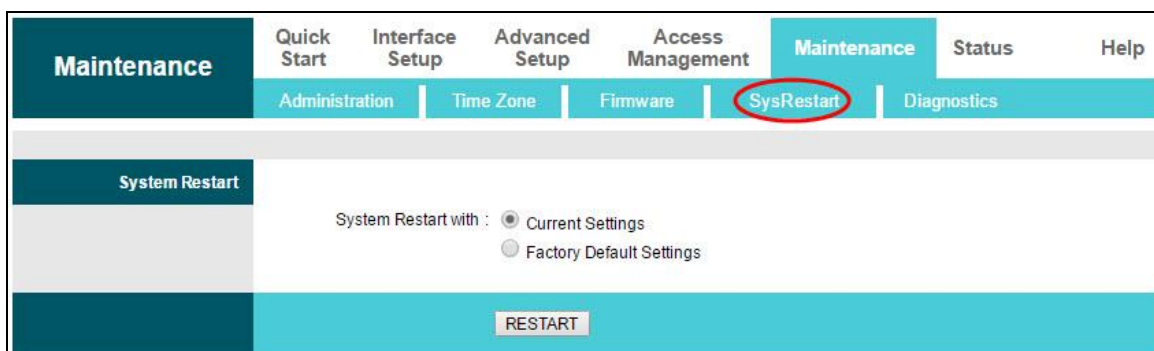 Maintenance
Quick Start
Interface Setup
Advanced Setup
Access Management
Maintenance
Status
Help
Administration
Time Zone
Firmware
SysRestart
Diagnostics
System Restart
System Restart with : Current Settings
Factory Default Settings
RESTART